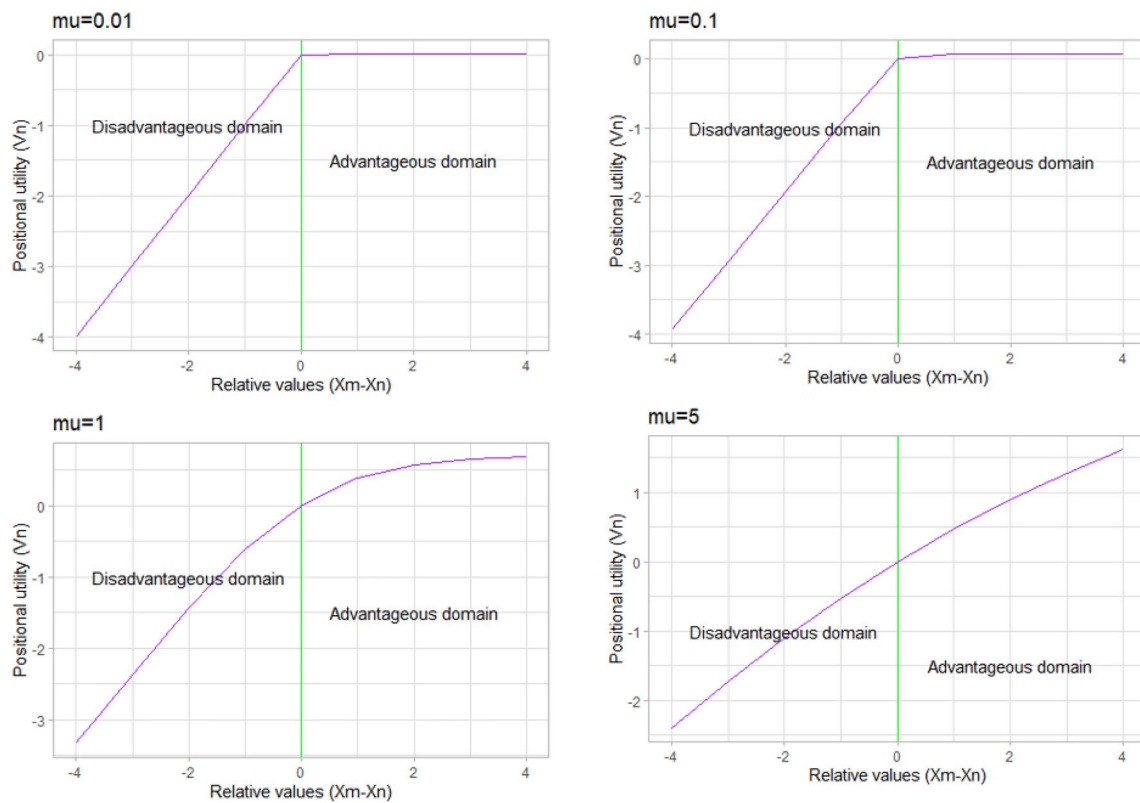 mu=0.01
Positional utility (Vn)
0
-1
-2
-3
-4
Disadvantageous domain
Advantageous domain
-4 -2 0 2 4
Relative values (Xm-Xn)
mu=0.1
Positional utility (Vn)
0
-1
-2
-3
-4
Disadvantageous domain
Advantageous domain
-4 -2 0 2 4
Relative values (Xm-Xn)
mu=1
Positional utility (Vn)
0
-1
-2
-3
Disadvantageous domain
Advantageous domain
-4 -2 0 2 4
Relative values (Xm-Xn)
mu=5
Positional utility (Vn)
1
0
-1
-2
Disadvantageous domain
Advantageous domain
-4 -2 0 2 4
Relative values (Xm-Xn)